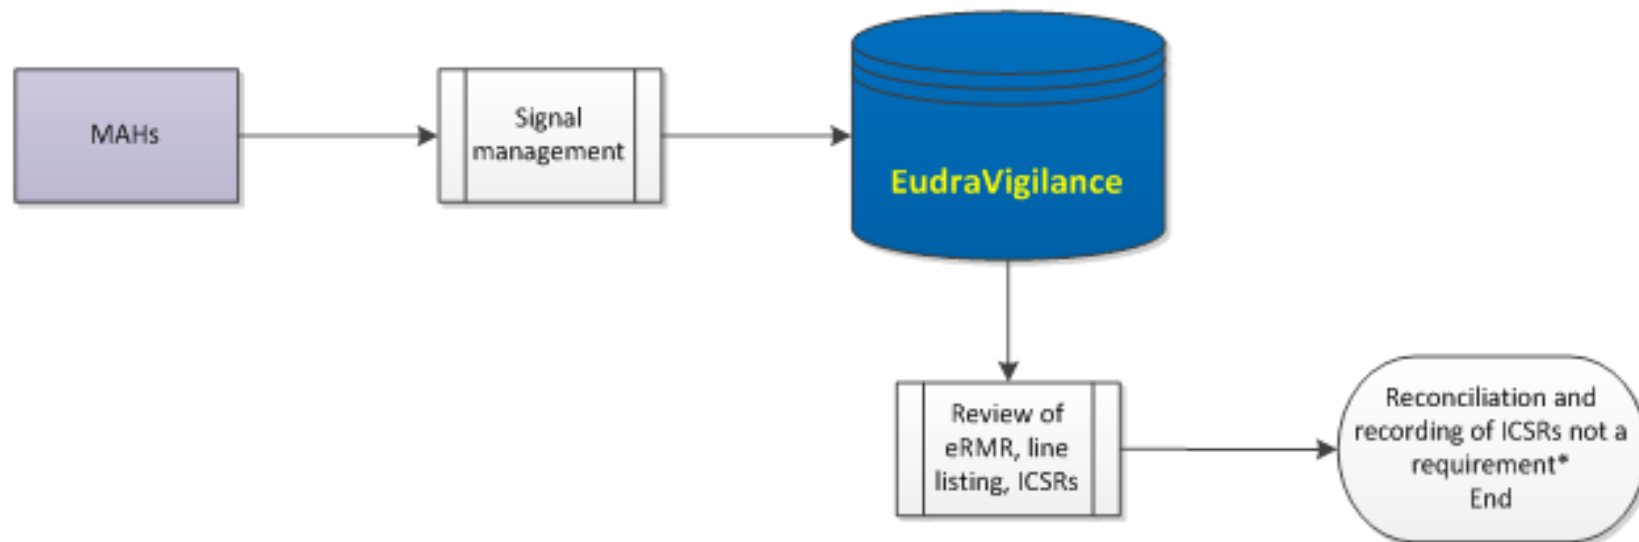 MAHs
Signal
management
EudraVigilance
Review of
eRMR, line
listing, ICSRs
Reconciliation and
recording of ICSRs not a
requirement*
End